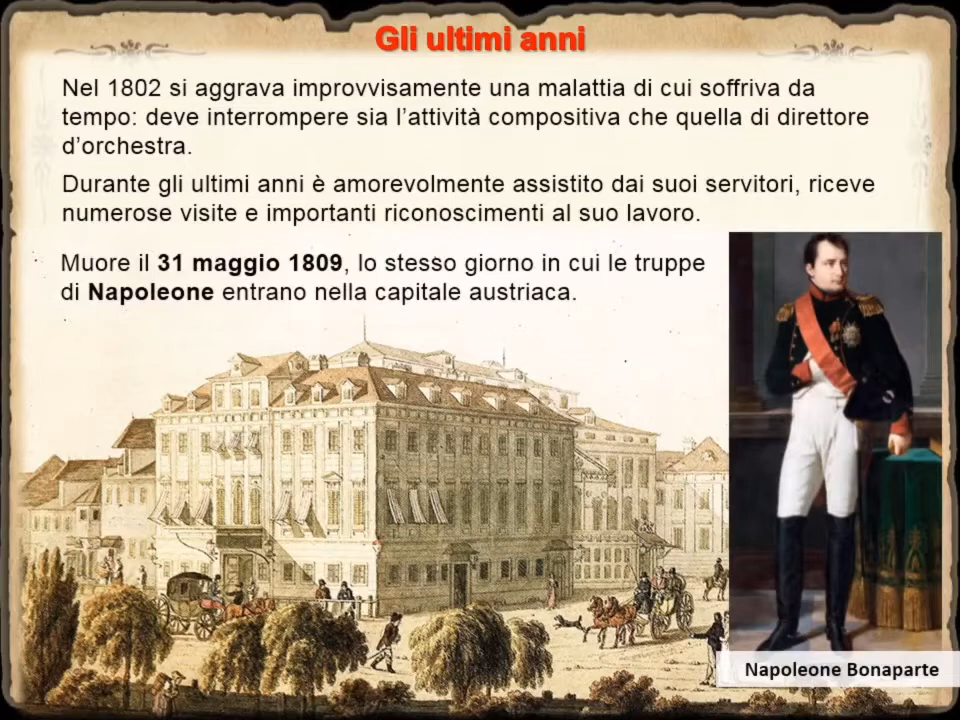 Gli ultimi anni
Nel 1802 si aggrava improvvisamente una malattia di cui soffriva da
tempo: deve interrompere sia l'attività compositiva che quella di direttore
d'orchestra.
Durante gli ultimi anni è amorevolmente assistito dai suoi servitori, riceve
numerose visite e importanti riconoscimenti al suo lavoro.
Muore il 31 maggio 1809, lo stesso giorno in cui le truppe
di Napoleone entrano nella capitale austriaca.
Napoleone Bonaparte